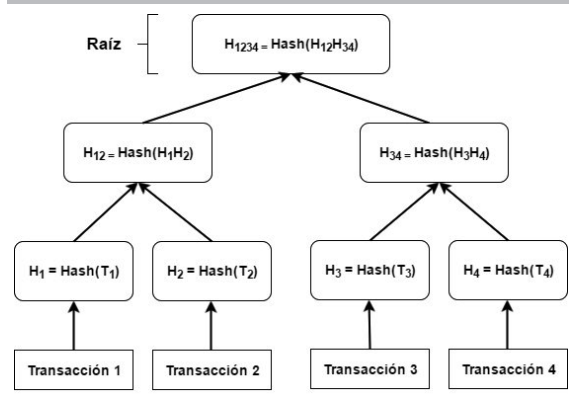 Raíz
H1234 = Hash(H12H34)
H12 = Hash(H1H2)
H34 = Hash(H3H4)
H1 = Hash(T1)
H2 = Hash(T2)
H3 = Hash(T3)
H4 = Hash(T4)
Transacción 1
Transacción 2
Transacción 3
Transacción 4